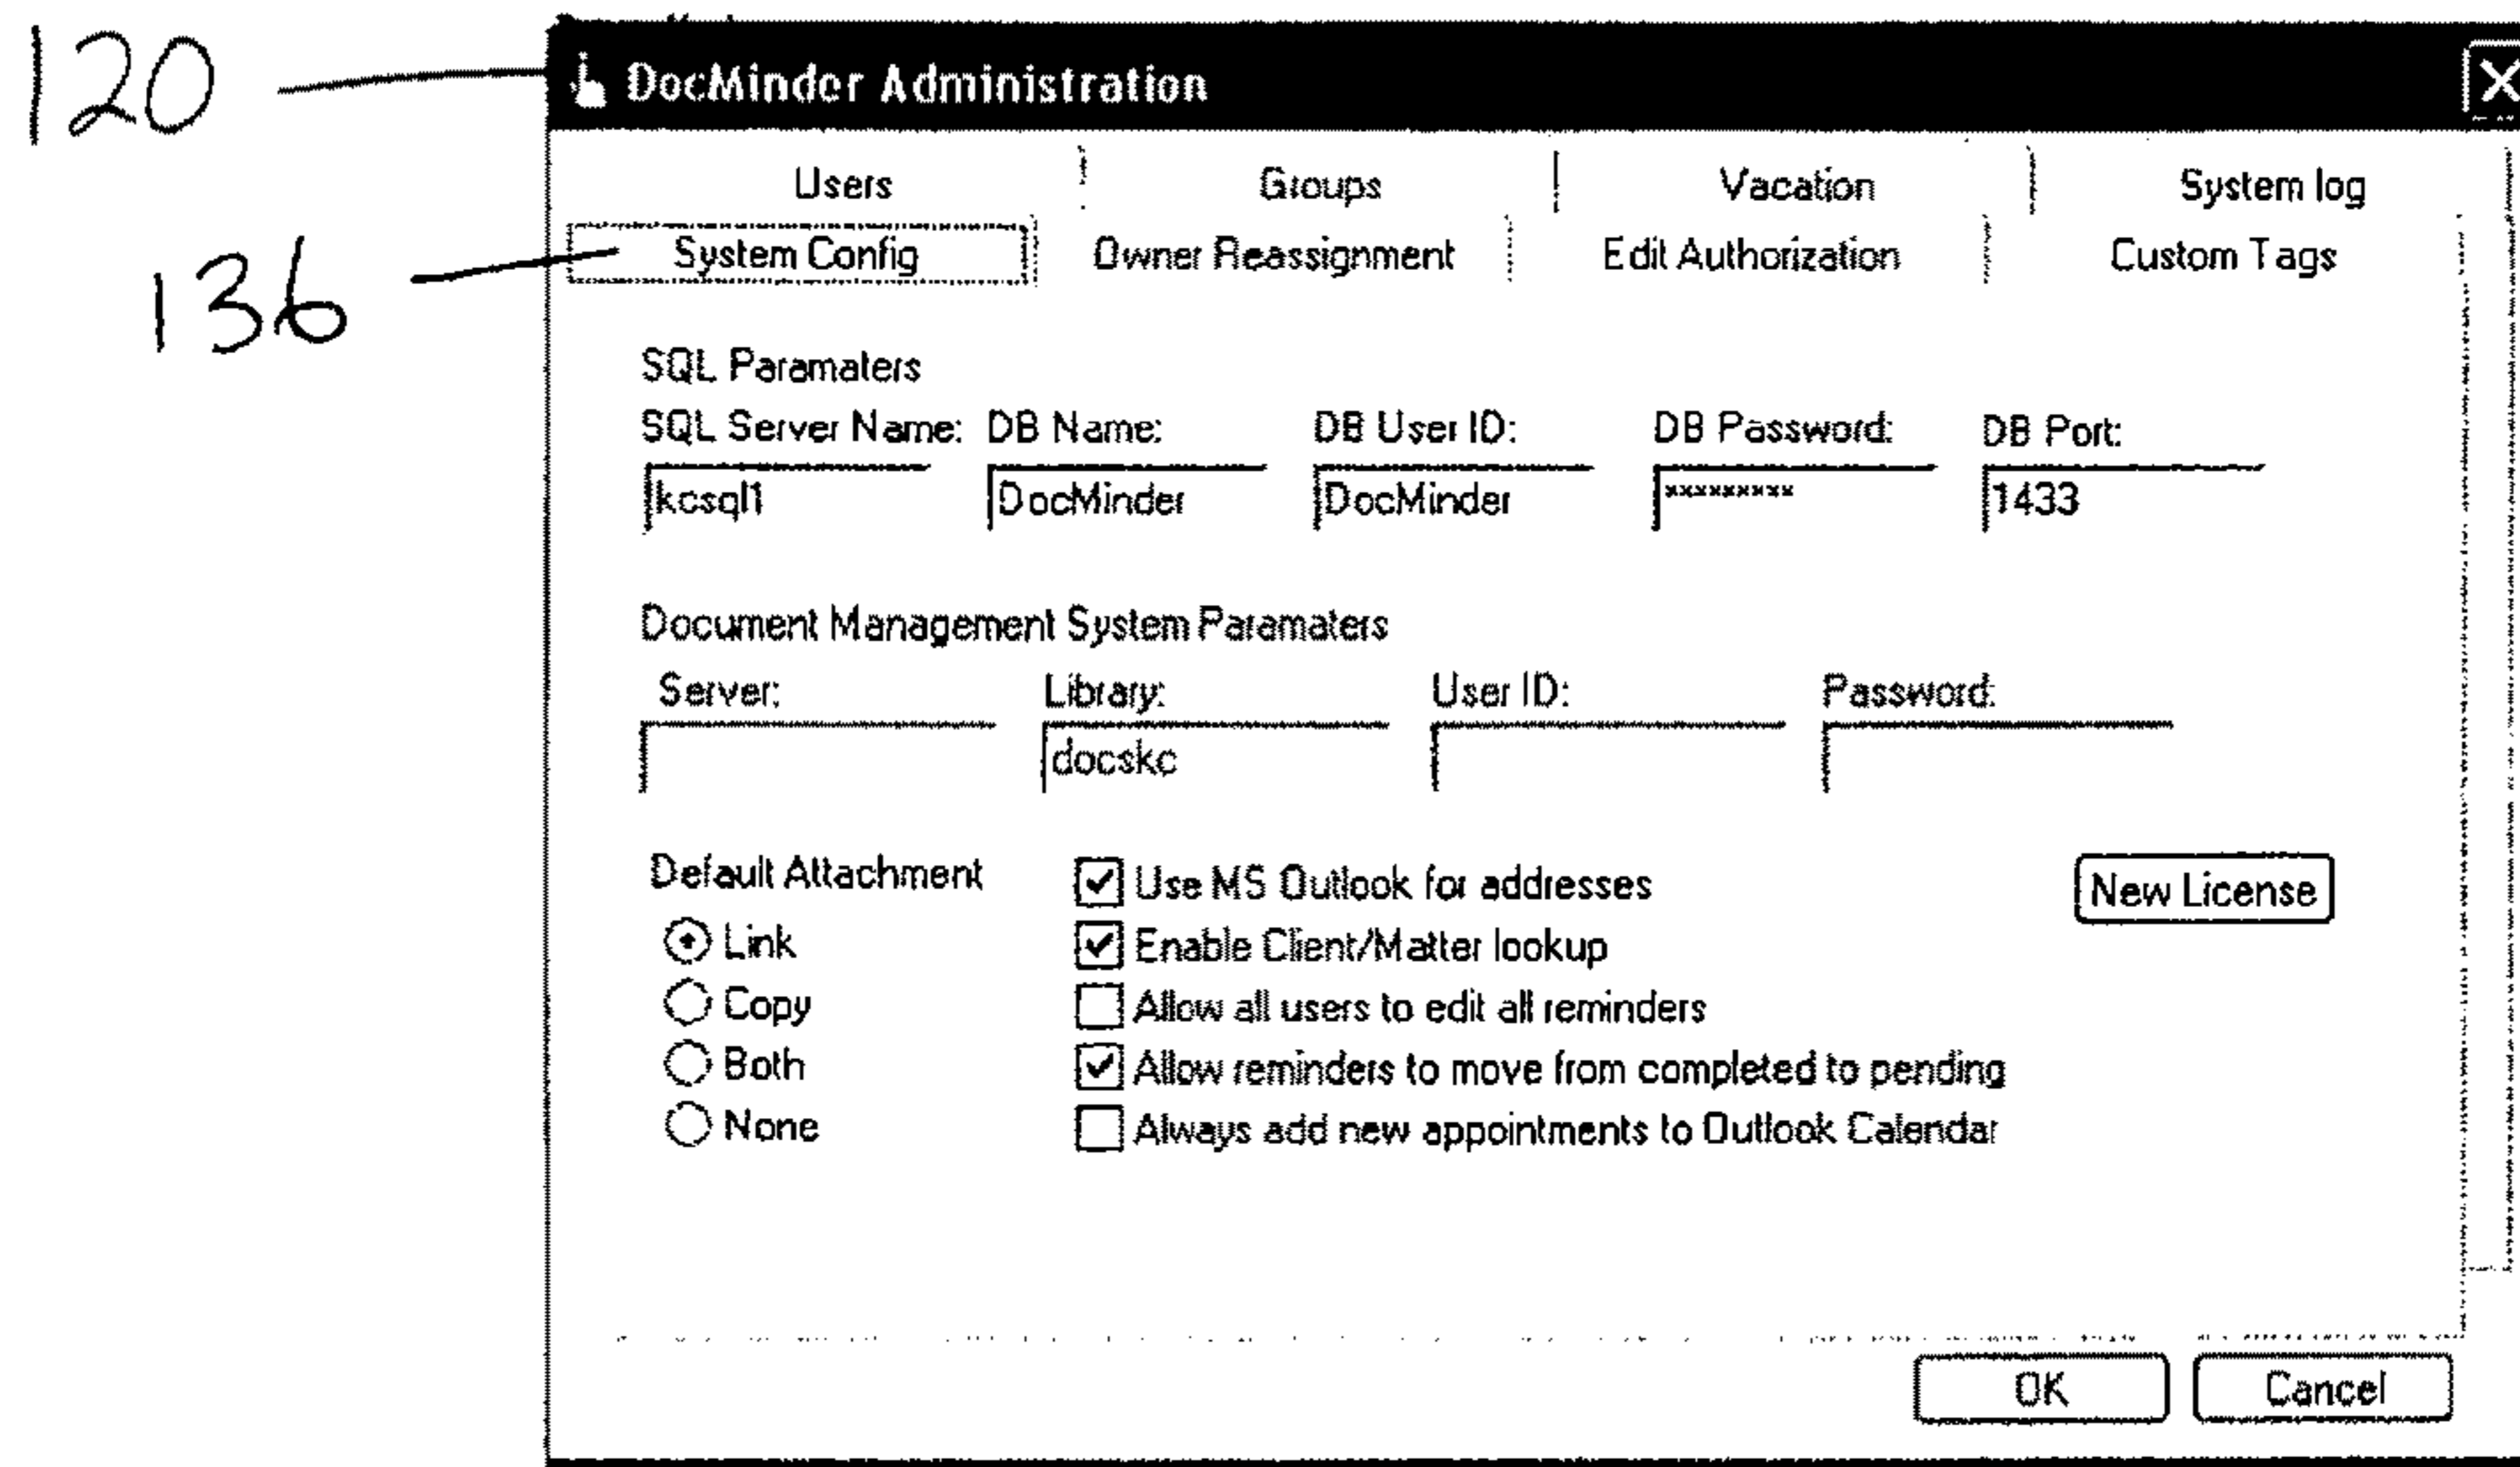 120
DocMinder Administration
Users Groups Vacation System log
136
System Config Owner Reassignment Edit Authorization Custom Tags
SQL Paramaters
SQL Server Name: DB Name: DB User ID: DB Password: DB Port:
kcsql1 DocMinder DocMinder ××××××××× 1433
Document Management System Paramaters
Server: Library: User ID: Password:
docskc
Default Attachment Use MS Outlook for addresses New License
Link Enable Client/Matter lookup
Copy Allow all users to edit all reminders
Both Allow reminders to move from completed to pending
None Always add new appointments to Outlook Calendar
OK Cancel